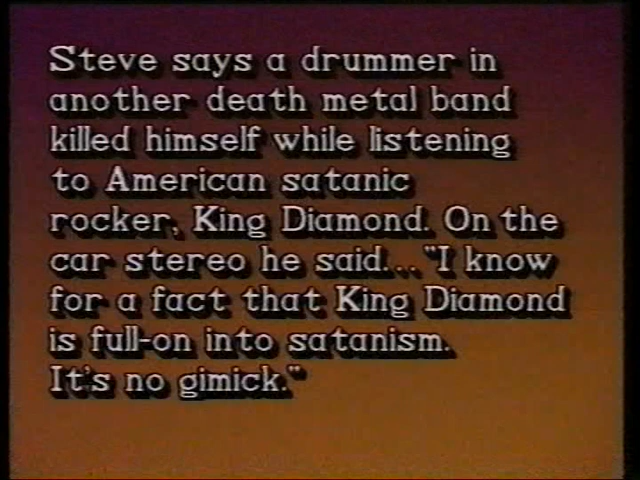 Steve says a drummer in
another death metal band
killed himself while listening
to American satanic
rocker, King Diamond. On the
car stereo he said..."I know
for a fact that King Diamond
is full-on into satanism.
It's no gimick."